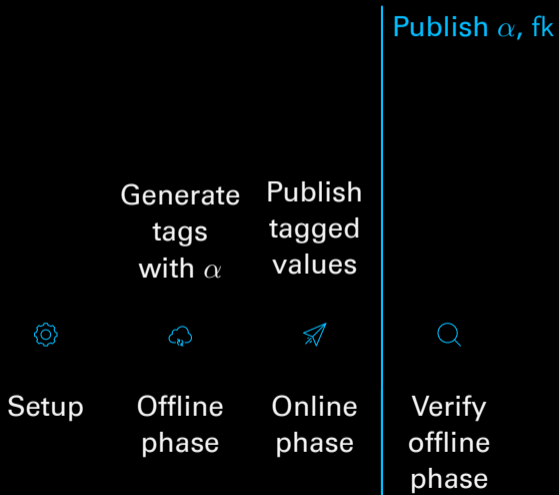 Publish α, fk
Generate
tags
with α
Publish
tagged
values
Setup
Offline
phase
Online
phase
Verify
offline
phase